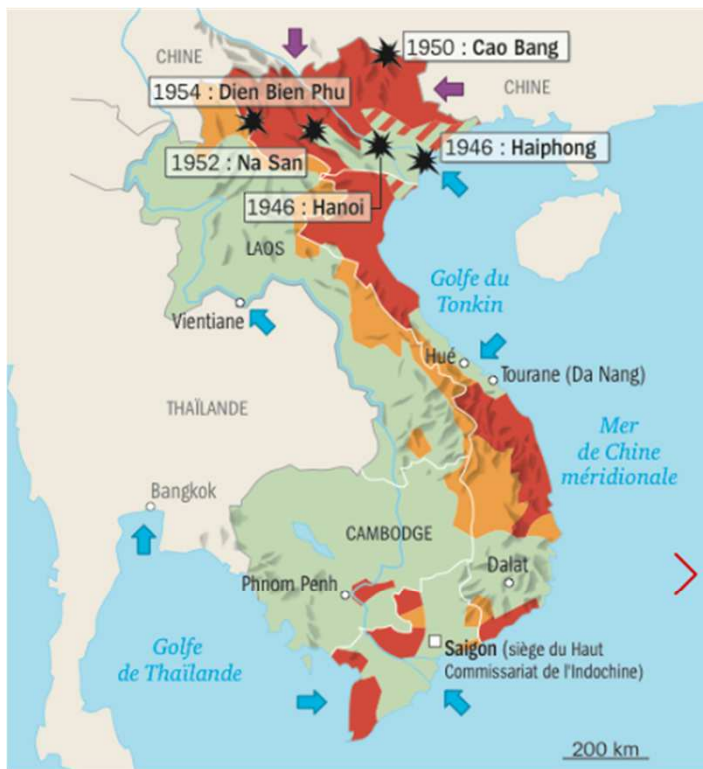 1950 : Cao Bang
CHINE
CHINE
1954 : Dien Bien Phu
1952 : Na San
1946 : Haiphong
1946 : Hanoi
LAOS
Golfe du
Tonkin
Vientiane
Hué
Tourane (Da Nang)
THAÏLANDE
Mer
de Chine
méridionale
Bangkok
CAMBODGE
Dalat
Phnom Penh
Golfe
de Thaïlande
Saigon (siège du Haut
Commissariat de l'Indochine)
200 km